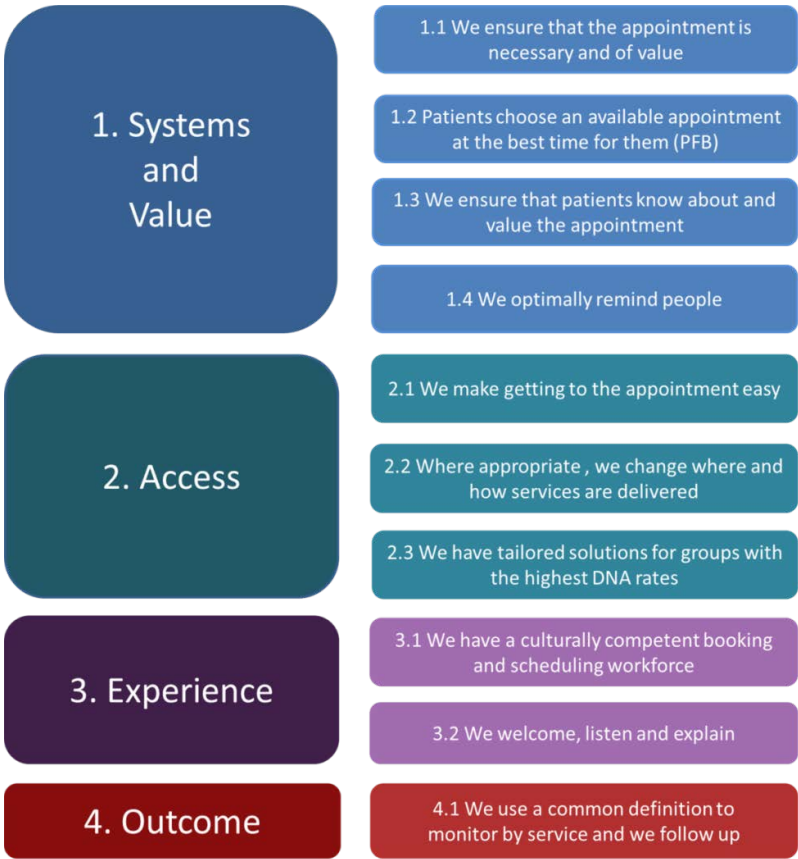 1. Systems
and
Value
1.1 We ensure that the appointment is
necessary and of value
1.2 Patients choose an available appointment
at the best time for them (PFB)
1.3 We ensure that patients know about and
value the appointment
1.4 We optimally remind people
2. Access
2.1 We make getting to the appointment easy
2.2 Where appropriate , we change where and
how services are delivered
2.3 We have tailored solutions for groups with
the highest DNA rates
3. Experience
3.1 We have a culturally competent booking
and scheduling workforce
3.2 We welcome, listen and explain
4. Outcome
4.1 We use a common definition to
monitor by service and we follow up